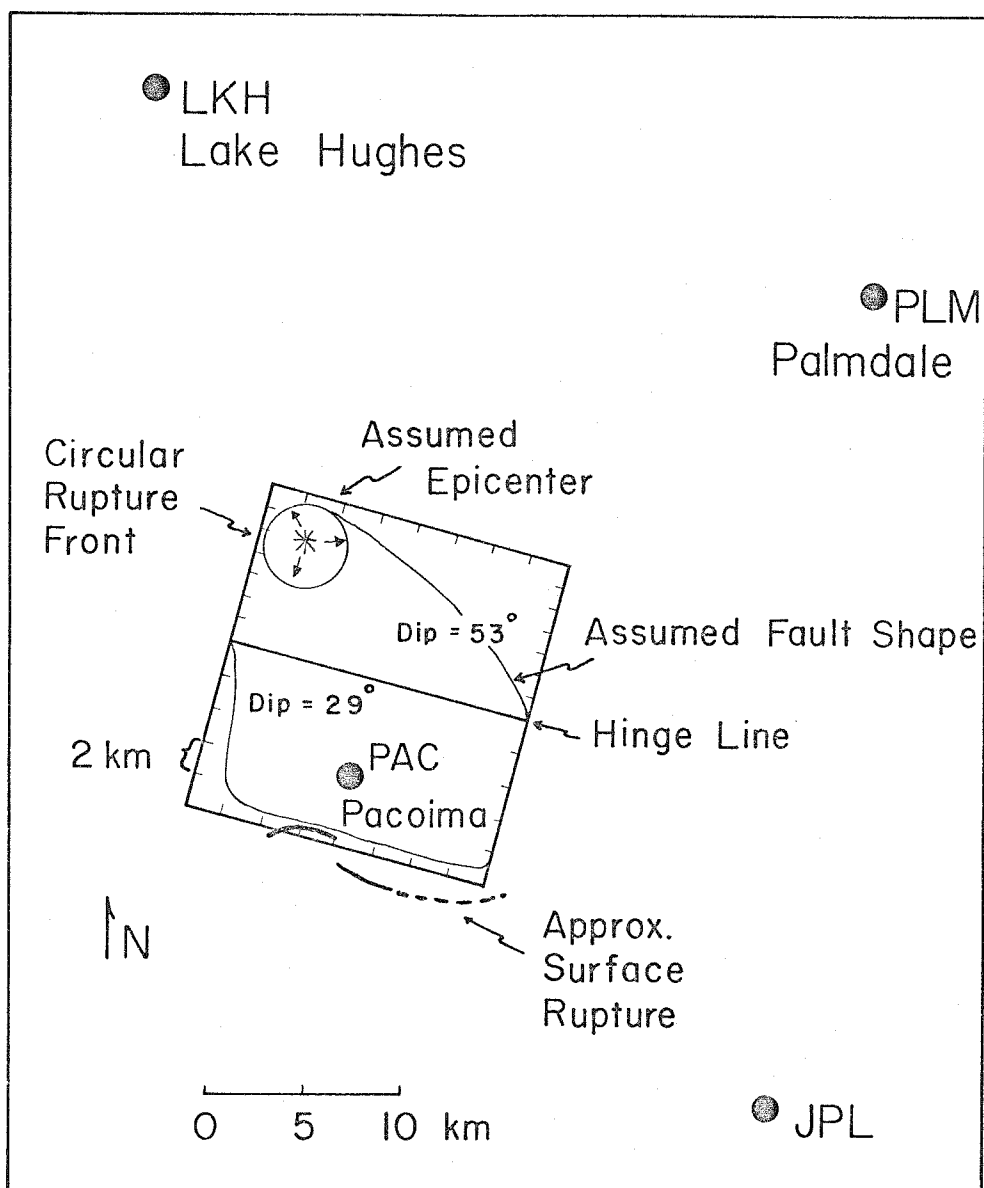 LKH
Lake Hughes
PLM
Palmdale
Assumed
Epicenter
Circular
Rupture
Front
Dip = 53°
Assumed Fault Shape
Dip = 29°
Hinge Line
2 km
PAC
Pacoima
N
Approx.
Surface
Rupture
0 5 10 km
JPL